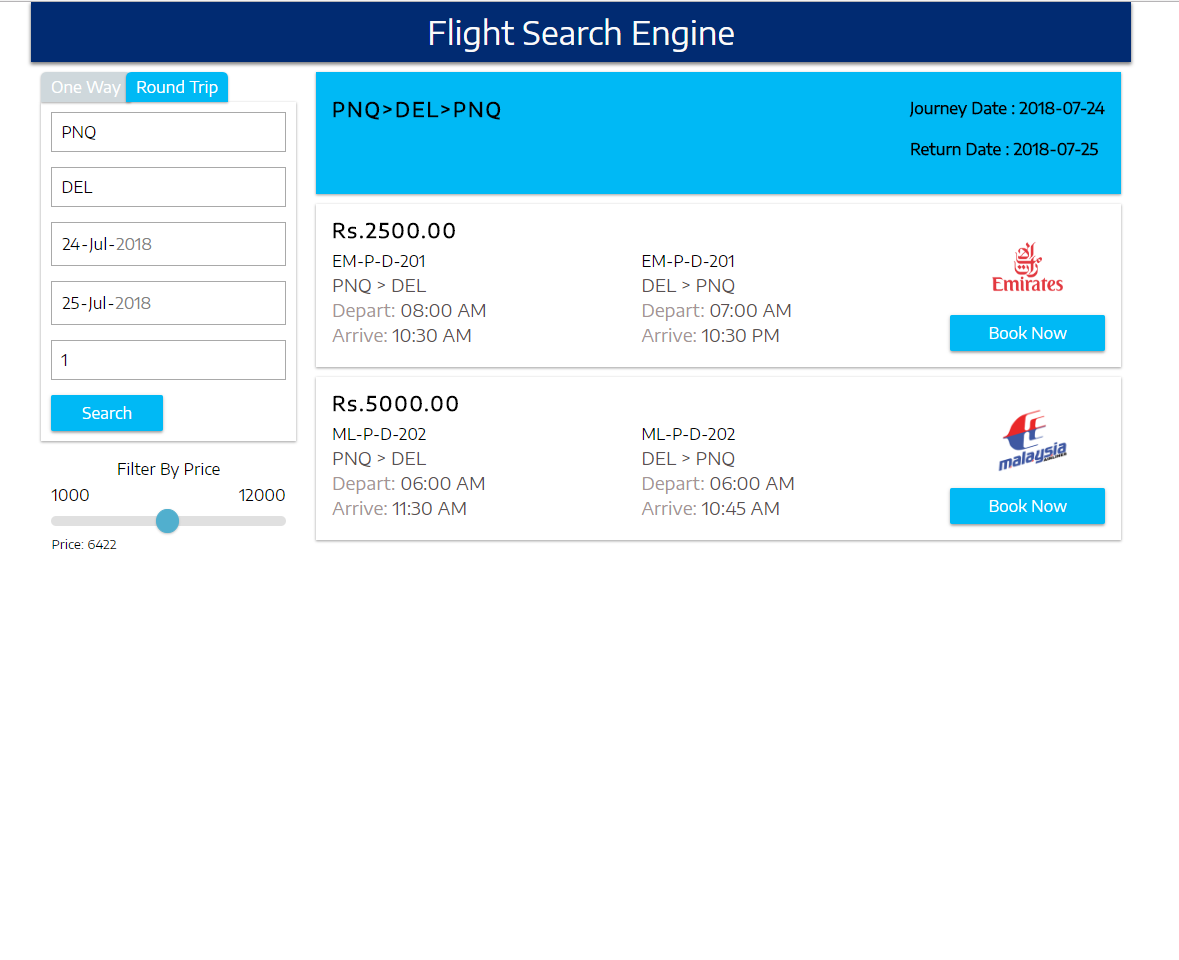 Flight Search Engine
One Way Round Trip
PNQ
DEL
24-Jul-2018
25-Jul-2018
1
Search
Filter By Price
1000 12000
Price: 6422
PNQ>DEL>PNQ
Journey Date : 2018-07-24
Return Date : 2018-07-25
Rs.2500.00
EM-P-D-201
PNQ > DEL
Depart: 08:00 AM
Arrive: 10:30 AM
EM-P-D-201
DEL > PNQ
Depart: 07:00 AM
Arrive: 10:30 PM
Emirates
Book Now
Rs.5000.00
ML-P-D-202
PNQ > DEL
Depart: 06:00 AM
Arrive: 11:30 AM
ML-P-D-202
DEL > PNQ
Depart: 06:00 AM
Arrive: 10:45 AM
malaysia
Book Now